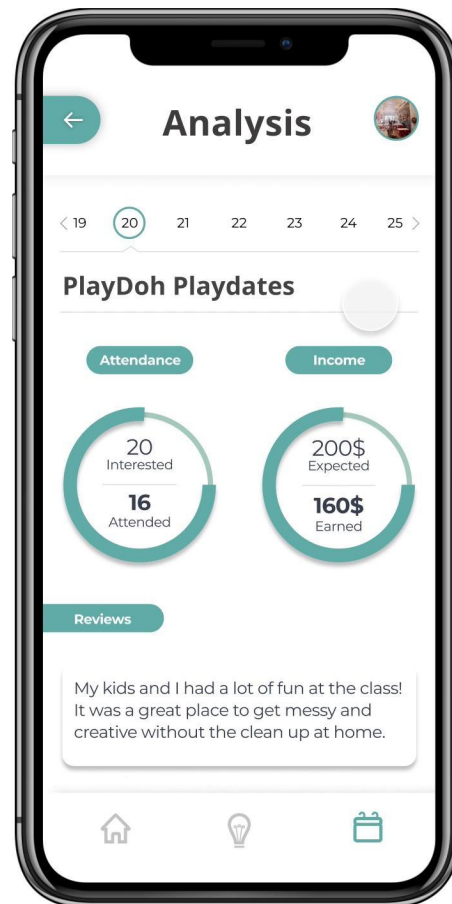 Analysis
19 20 21 22 23 24 25
PlayDoh Playdates
Attendance
Income
20
Interested
16
Attended
200$
Expected
160$
Earned
Reviews
My kids and I had a lot of fun at the class!
It was a great place to get messy and
creative without the clean up at home.